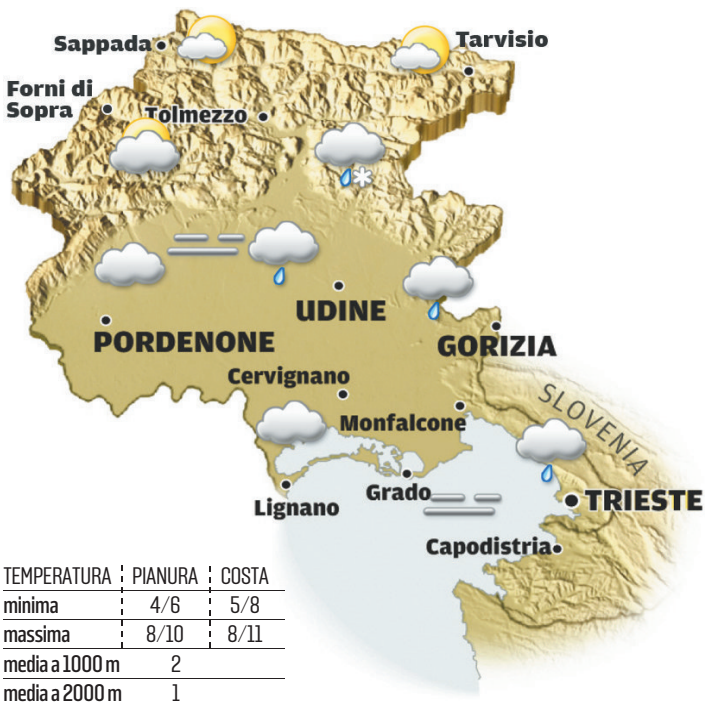 Sappada
Tarvisio
Forni di
Sopra
Tolmezzo
UDINE
PORDENONE
GORIZIA
Cervignano
SLOVENIA
Monfalcone
Grado
Lignano
TRIESTE
Capodistria
TEMPERATURA PIANURA COSTA
minima 4/6 5/8
massima 8/10 8/11
media a 1000 m 2
media a 2000 m 1